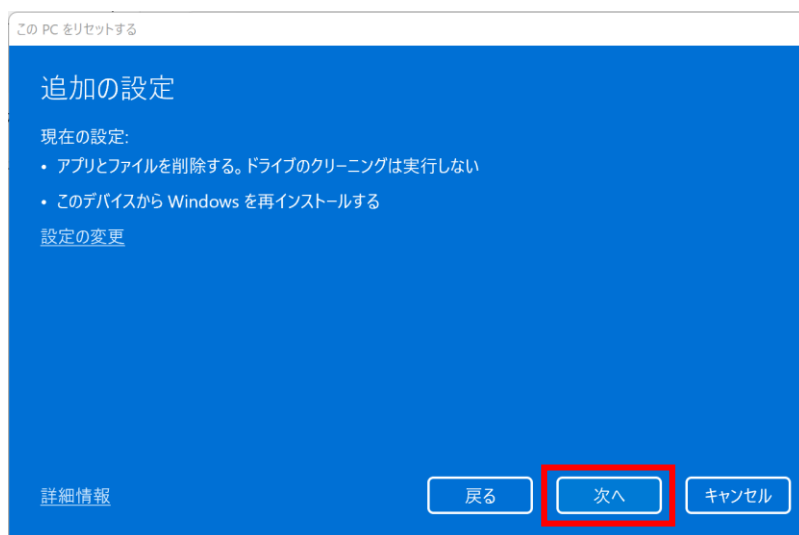 この PC をリセットする
追加の設定
現在の設定:
• アプリとファイルを削除する。ドライブのクリーニングは実行しない
• このデバイスから Windows を再インストールする
設定の変更
詳細情報
戻る
次へ
キャンセル